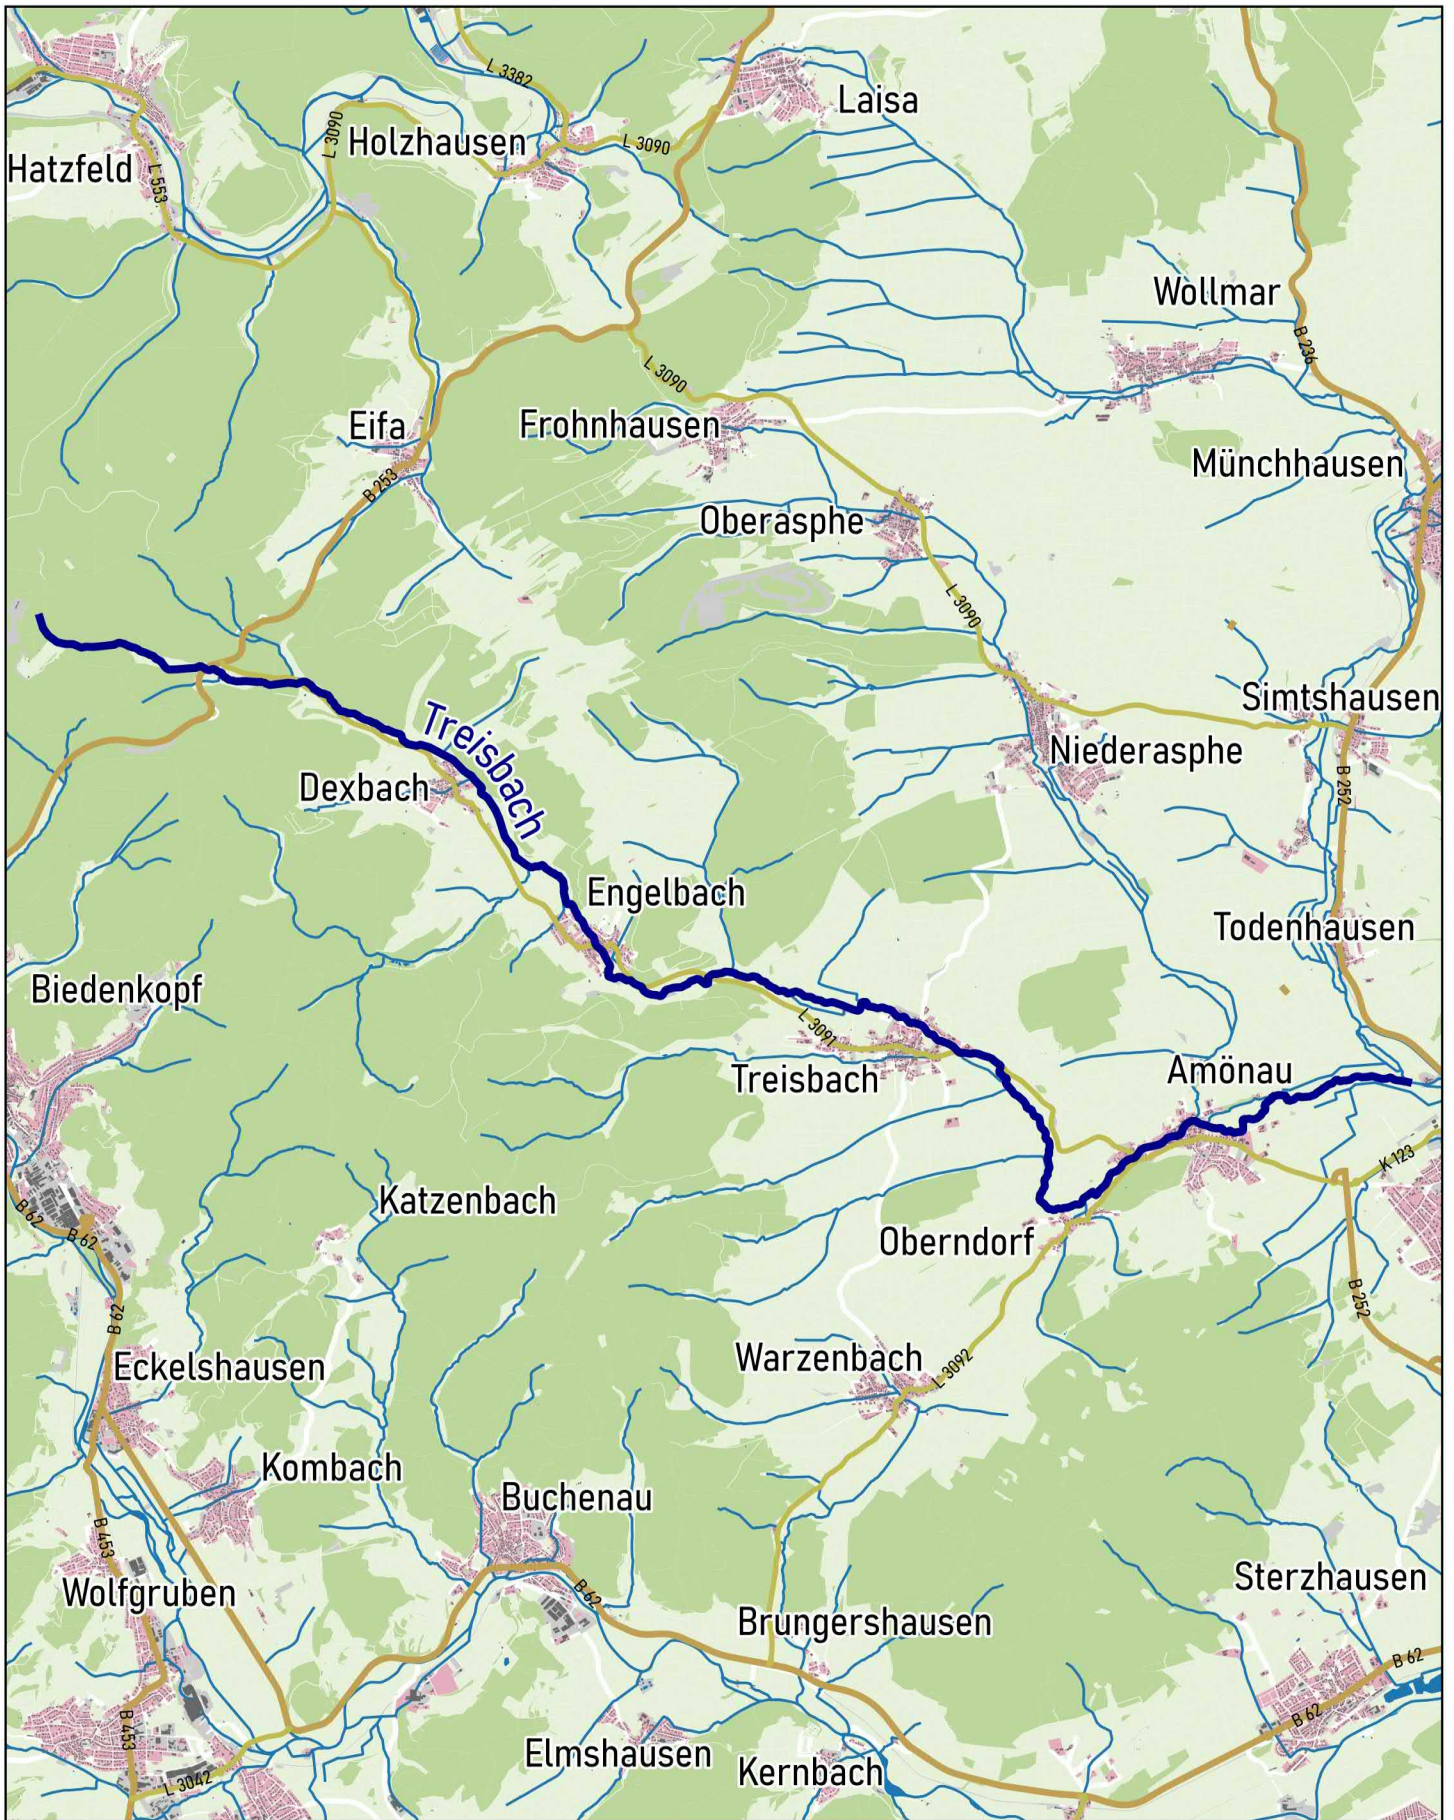 L 3382
Laisa
L 3090
Holzhausen
L 3090
Hatzfeld
L 553
Wollmar
B 236
L 3090
Eifa
Frohnhausen
Münchhausen
B 253
Oberasphe
L 3090
Simtshausen
Treisbach
Niederasphe
Dexbach
B 252
Engelbach
Todenhausen
Biedenkopf
L 3091
Treisbach
Amönau
K 123
Katzenbach
B 62
B 62
Oberndorf
B 62
B 252
Warzenbach
Eckelshausen
L 3092
Kombach
Buchenau
B 453
Sterzhausen
Wolfgruben
B 62
Brungershausen
B 62
B 453
B 62
Elmshausen
Kernbach
L 3042